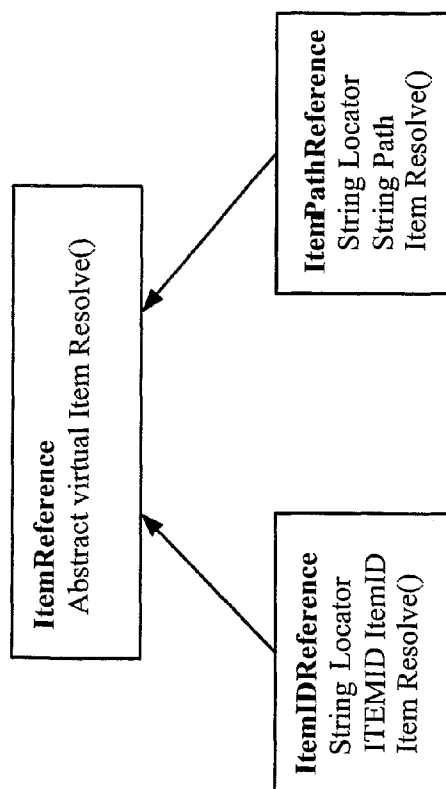 ItemReference
Abstract virtual Item Resolve()
ItemIDReference
String Locator
ITEMID ItemID
Item Resolve()
ItemPathReference
String Locator
String Path
Item Resolve()